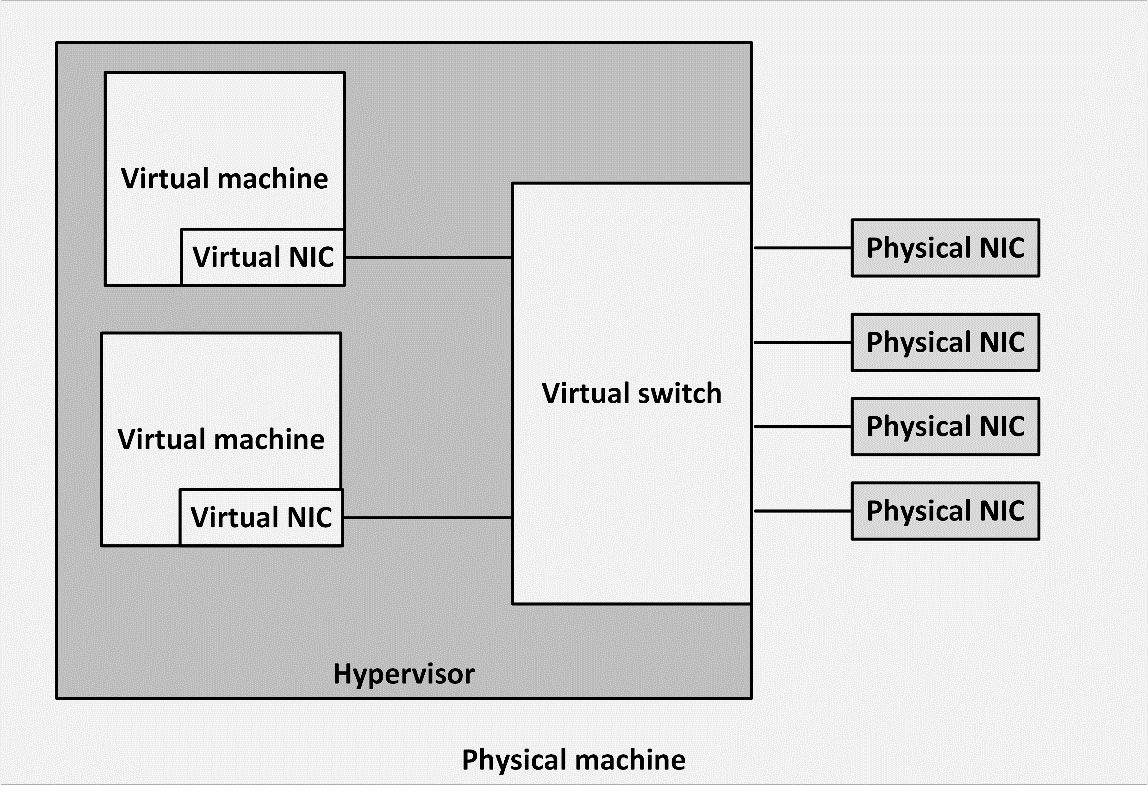 Virtual machine
Virtual NIC
Virtual machine
Virtual NIC
Virtual switch
Physical NIC
Physical NIC
Physical NIC
Physical NIC
Hypervisor
Physical machine